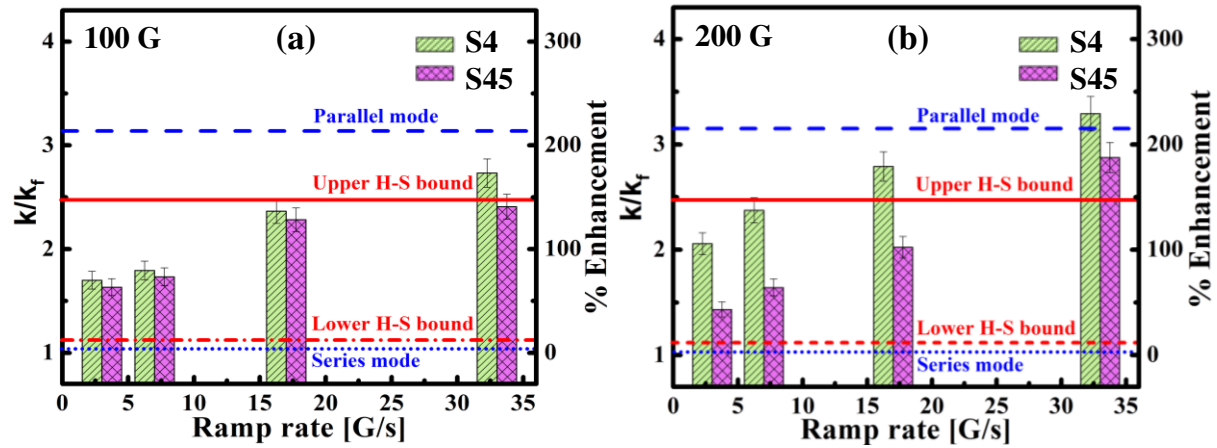 100 G (a)
S4
S45
Parallel mode
Upper H-S bound
Lower H-S bound
Series mode
4
3
2
1
k/kf
300
200
100
0
% Enhancement
0 5 10 15 20 25 30 35
Ramp rate [G/s]
200 G (b)
S4
S45
Parallel mode
Upper H-S bound
Lower H-S bound
Series mode
4
3
2
1
k/kf
300
200
100
0
% Enhancement
0 5 10 15 20 25 30 35
Ramp rate [G/s]